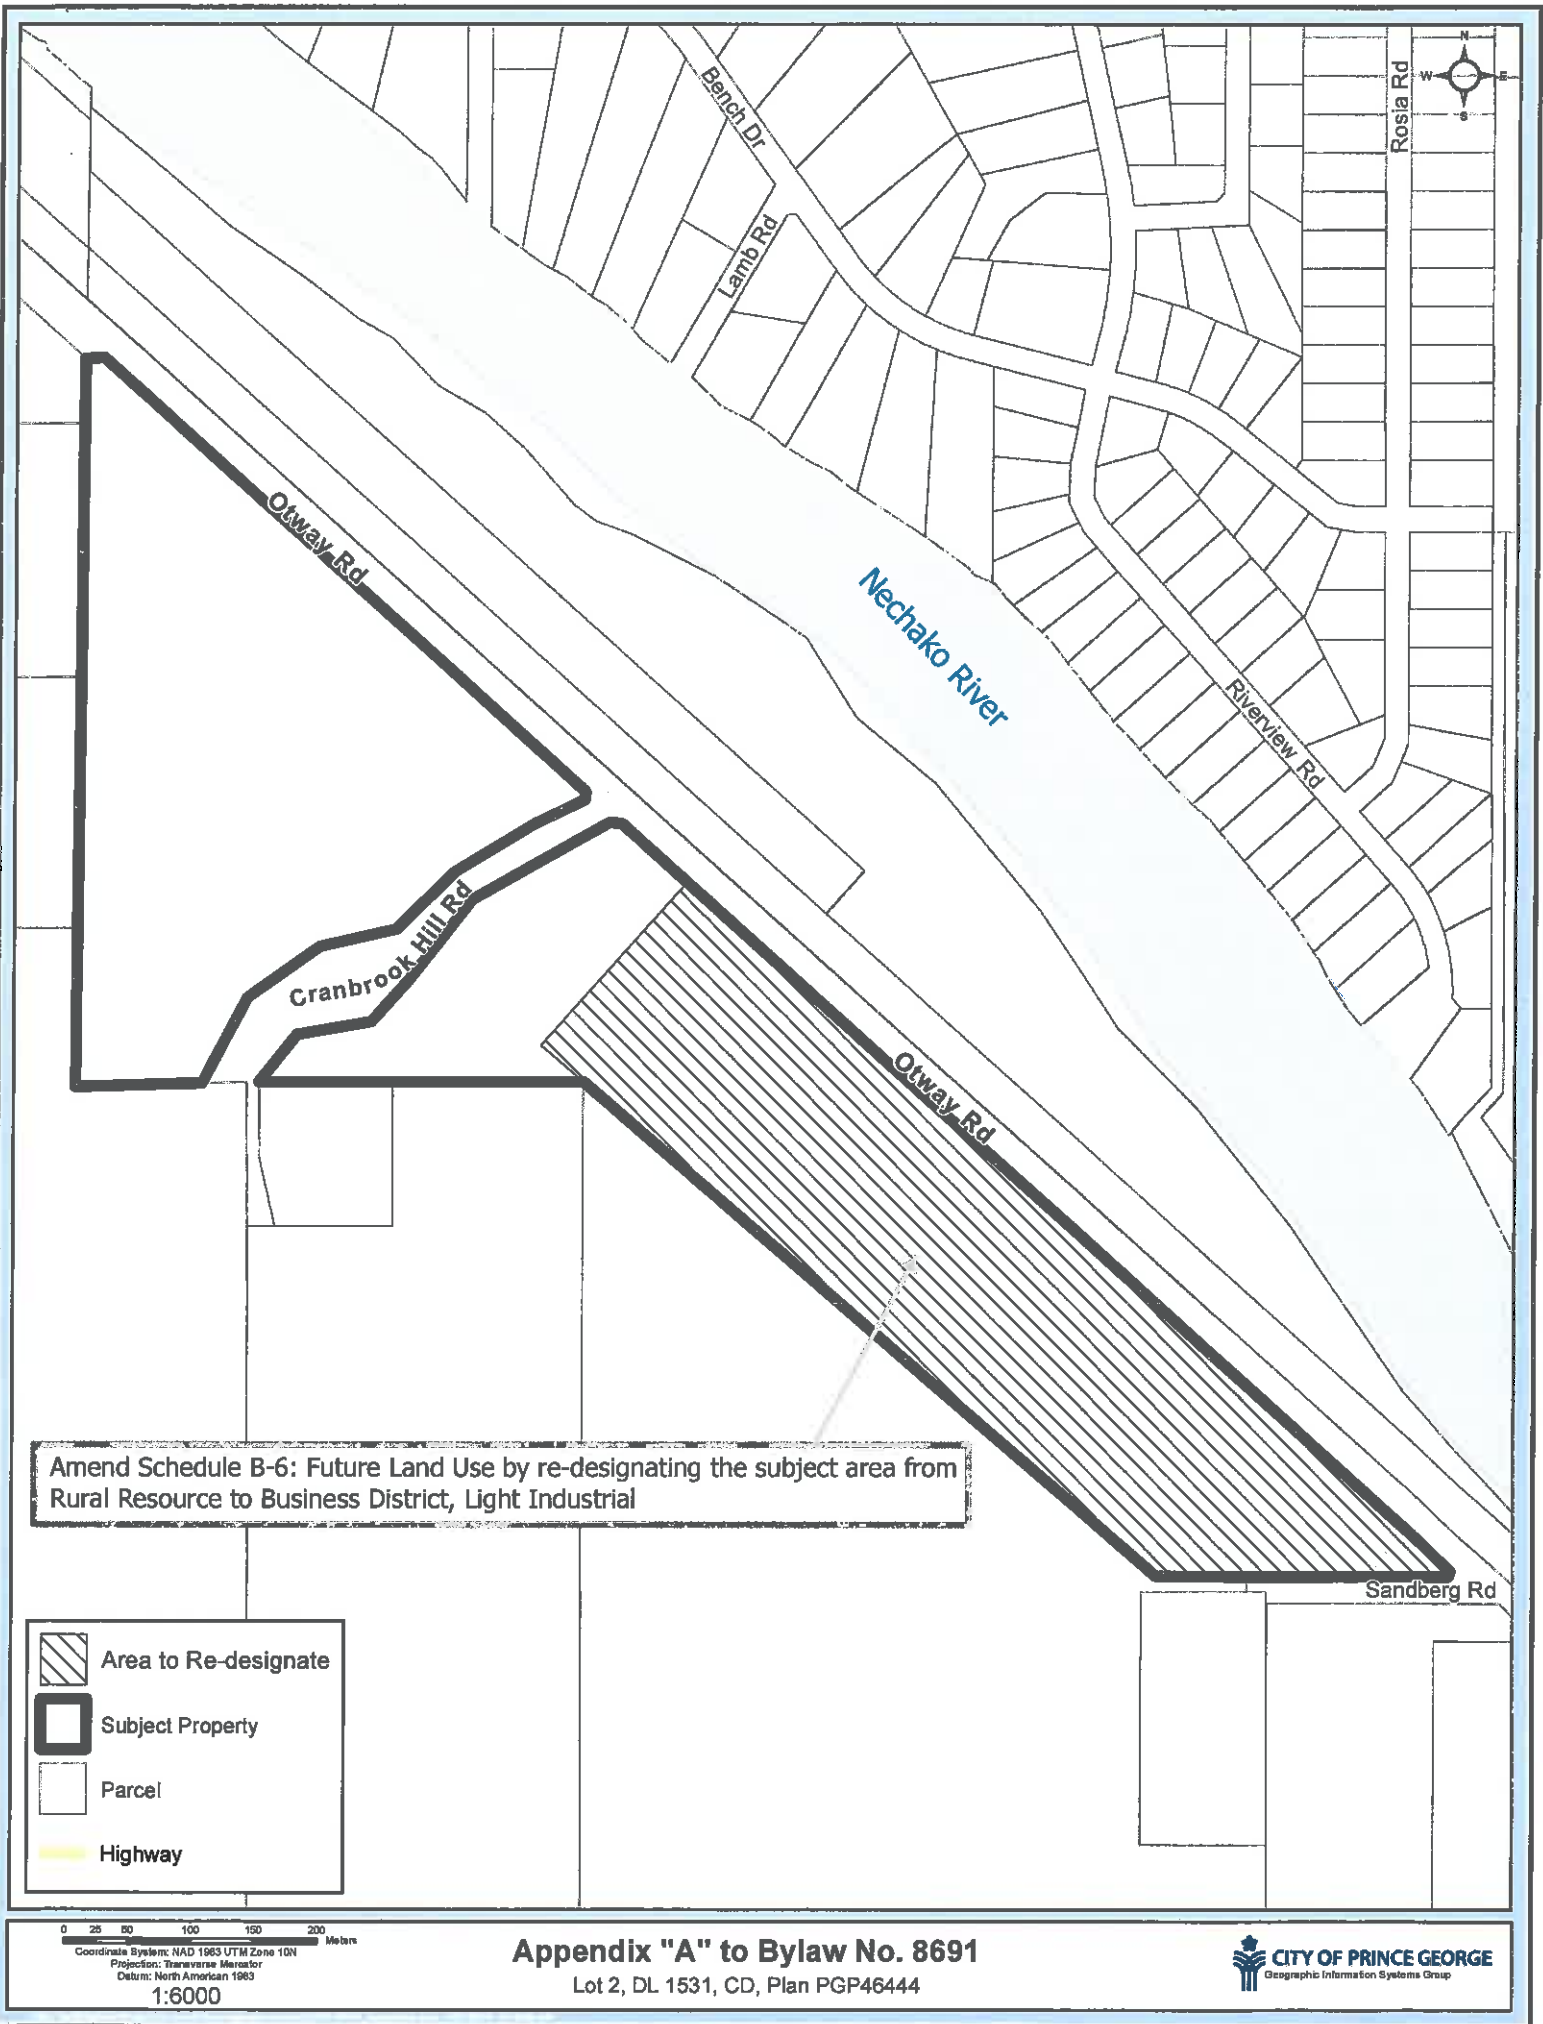 N
W E
S
Rosia Rd
Bench Dr
Lamb Rd
Otway Rd
Nechako River
Riverview Rd
Cranbrook Hill Rd
Otway Rd
Amend Schedule B-6: Future Land Use by re-designating the subject area from
Rural Resource to Business District, Light Industrial
Sandberg Rd
Area to Re-designate
Subject Property
Parcel
Highway
0 25 50 100 150 200
Meters
Coordinate System: NAD 1983 UTM Zone 10N
Projection: Transverse Mercator
Datum: North American 1983
1:6000
Appendix "A" to Bylaw No. 8691
Lot 2, DL 1531, CD, Plan PGP46444
CITY OF PRINCE GEORGE
Geographic Information Systems Group